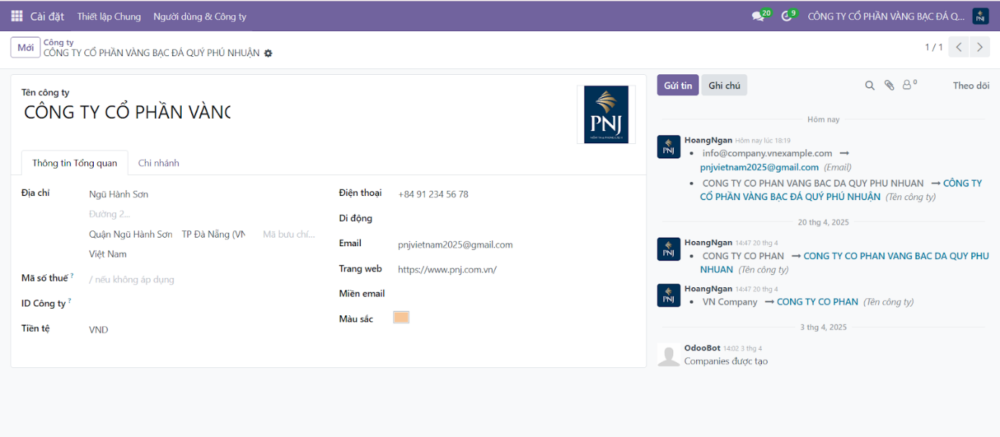 Cài đặt Thiết lập Chung Người dùng & Công ty 20 9 CÔNG TY CỔ PHẦN VÀNG BẠC ĐÁ Q...
Mới Công ty
CÔNG TY CỔ PHẦN VÀNG BẠC ĐÁ QUÝ PHÚ NHUẬN 1 / 1
Tên công ty
CÔNG TY CỔ PHẦN VÀNG
PNJ
Thông tin Tổng quan Chi nhánh
Địa chỉ Ngũ Hành Sơn
Đường 2...
Quận Ngũ Hành Sơn TP Đà Nẵng (VN Mã bưu chí...
Việt Nam
Mã số thuế ? / nếu không áp dụng
ID Công ty ?
Tiền tệ VND
Điện thoại +84 91 234 56 78
Di động
Email pnjvietnam2025@gmail.com
Trang web https://www.pnj.com.vn/
Miền email
Màu sắc
Gửi tin Ghi chú 0 Theo dõi
Hôm nay
HoangNgan Hôm nay lúc 18:19
• info@company.vnexample.com →
pnjvietnam2025@gmail.com (Email)
• CONG TY CO PHAN VANG BAC DA QUY PHU NHUAN → CÔNG TY
CỔ PHẦN VÀNG BẠC ĐÁ QUÝ PHÚ NHUẬN (Tên công ty)
20 thg 4, 2025
HoangNgan 14:47 20 thg 4
• CONG TY CO PHAN → CONG TY CO PHAN VANG BAC DA QUY PHU
NHUAN (Tên công ty)
HoangNgan 14:47 20 thg 4
• VN Company → CONG TY CO PHAN (Tên công ty)
3 thg 4, 2025
OdooBot 14:02 3 thg 4
Companies được tạo